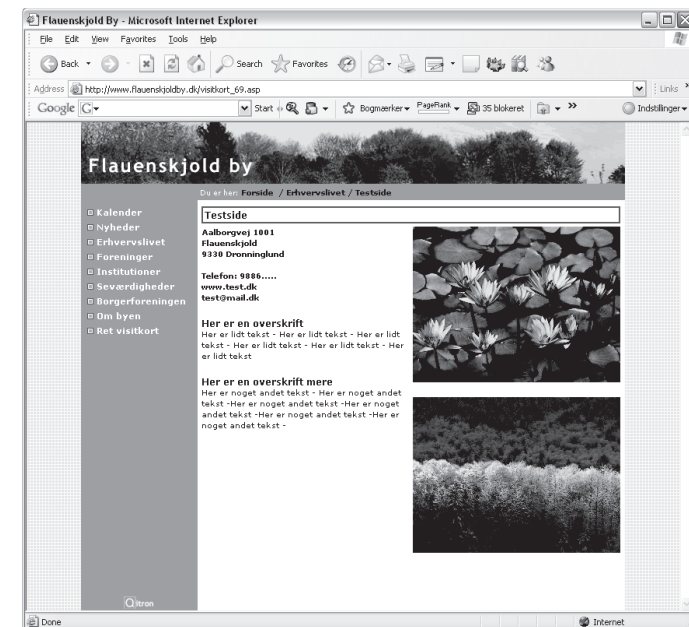 Flauenskjold By - Microsoft Internet Explorer
File Edit View Favorites Tools Help
Back Search Favorites
Address http://www.flauenskjoldby.dk/visitkort_69.asp Links »
Google G Start Bogmærker PageRank 35 blokeret » Indstillinger
Flauenskjold by
Du er her: Forside / Erhvervslivet / Testside
Kalender
Nyheder
Erhvervslivet
Foreninger
Institutioner
Seværdigheder
Borgerforeningen
Om byen
Ret visitkort
Testside
Aalborgvej 1001
Flauenskjold
9330 Dronninglund
Telefon: 9886.....
www.test.dk
test@mail.dk
Her er en overskrift
Her er lidt tekst - Her er lidt tekst - Her er lidt
tekst - Her er lidt tekst - Her er lidt tekst - Her
er lidt tekst
Her er en overskrift mere
Her er noget andet tekst - Her er noget andet
tekst -Her er noget andet tekst -Her er noget
andet tekst -Her er noget andet tekst -Her er
noget andet tekst -
Qitron
Done Internet